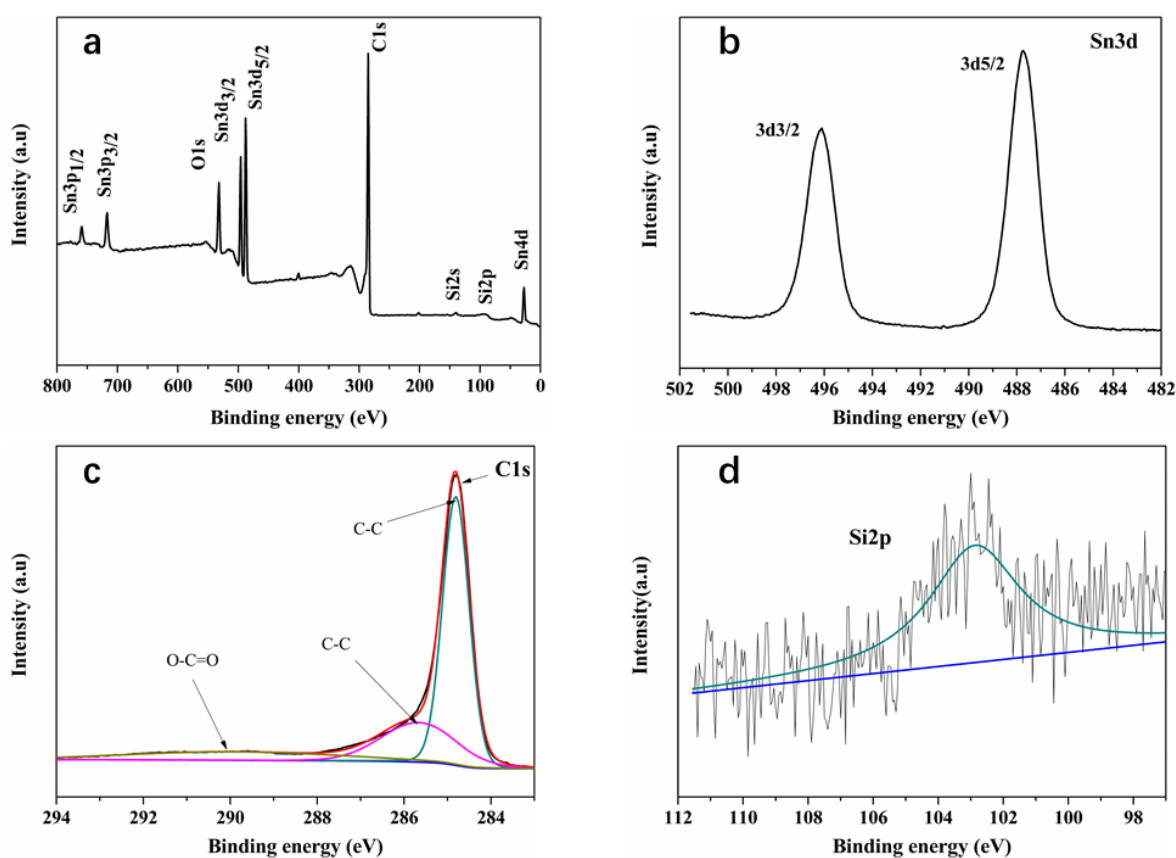 a
Intensity (a.u)
Sn3p1/2
Sn3p3/2
O1s
Sn3d3/2
Sn3d5/2
C1s
Si2s
Si2p
Sn4d
800 700 600 500 400 300 200 100 0
Binding energy (eV)
b
Sn3d
Intensity (a.u)
3d3/2
3d5/2
502 500 498 496 494 492 490 488 486 484 482
Binding energy (eV)
c
C1s
Intensity (a.u)
C-C
C-C
O-C=O
294 292 290 288 286 284
Binding energy (eV)
d
Si2p
Intensity(a.u)
112 110 108 106 104 102 100 98
Binding energy (eV)